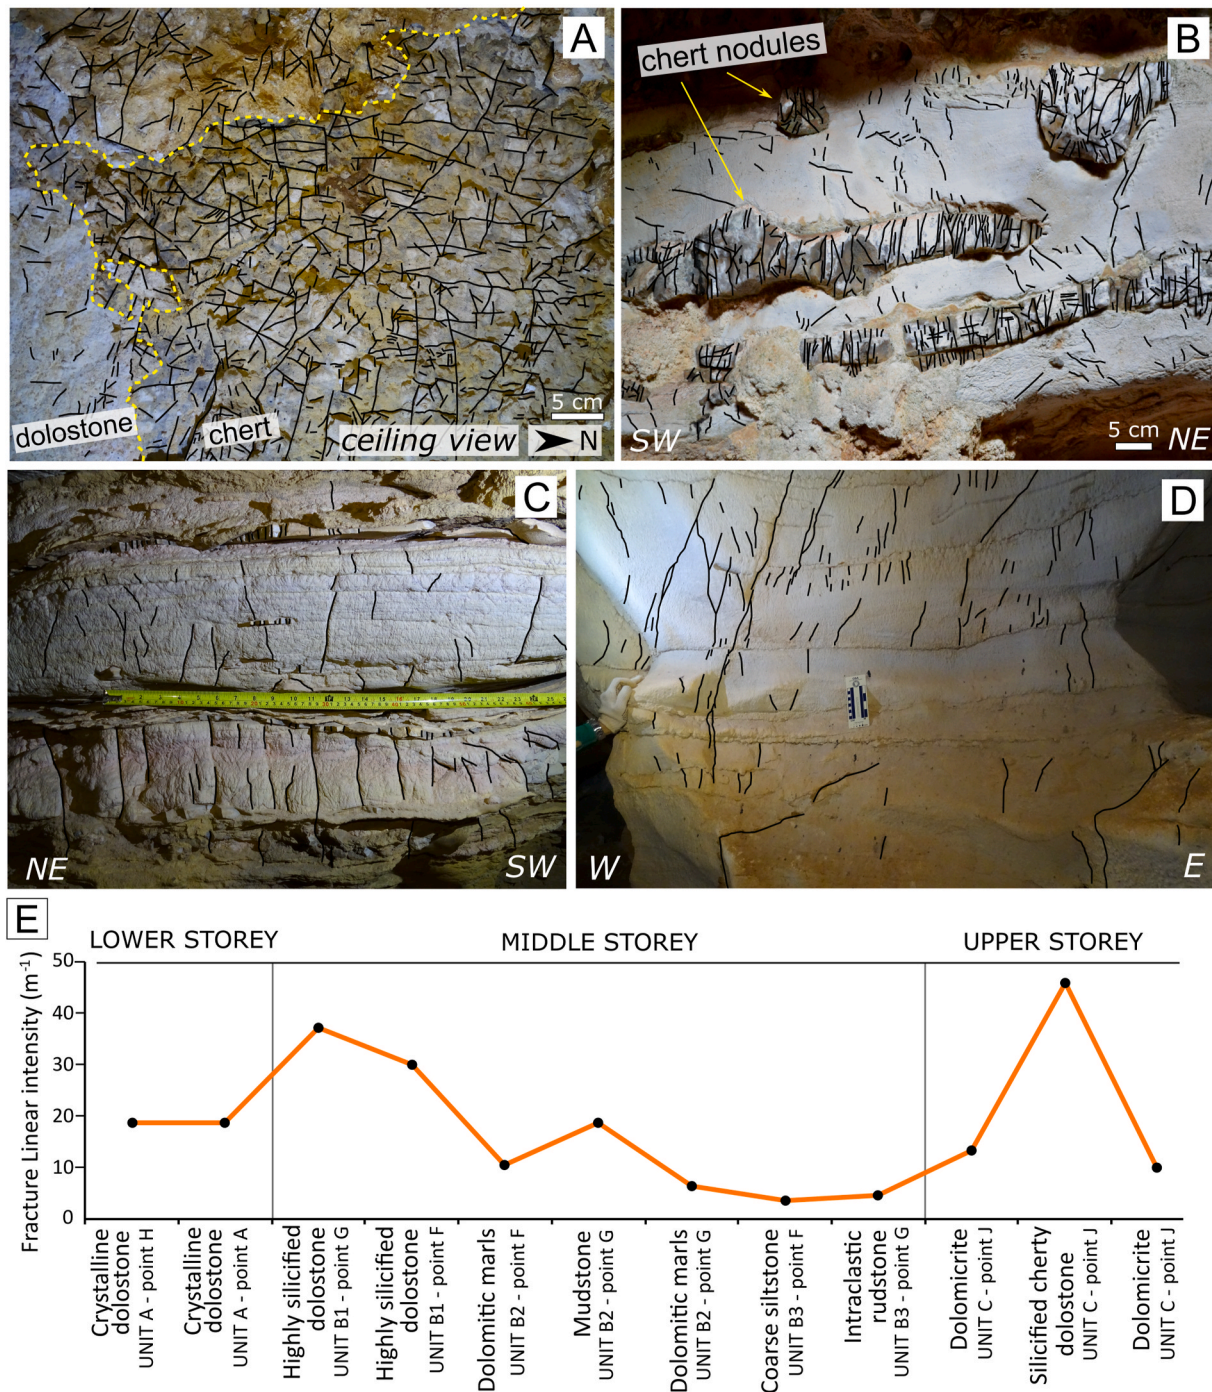 A
dolostone
chert
ceiling view
N
5 cm
B
chert nodules
SW
5 cm
NE
C
NE
SW
D
W
E
E
LOWER STOREY
MIDDLE STOREY
UPPER STOREY
Fracture Linear intensity (m⁻¹)
50
40
30
20
10
0
Crystalline
dolostone
UNIT A - point H
Crystalline
dolostone
UNIT A - point A
Highly silicified
dolostone
UNIT B1 - point G
Highly silicified
dolostone
UNIT B1 - point F
Dolomitic marls
UNIT B2 - point F
Mudstone
UNIT B2 - point G
Dolomitic marls
UNIT B2 - point G
Coarse siltstone
UNIT B3 - point F
Intraclastic
rudstone
UNIT B3 - point G
Dolomicrite
UNIT C - point J
Silicified cherty
dolostone
UNIT C - point J
Dolomicrite
UNIT C - point J